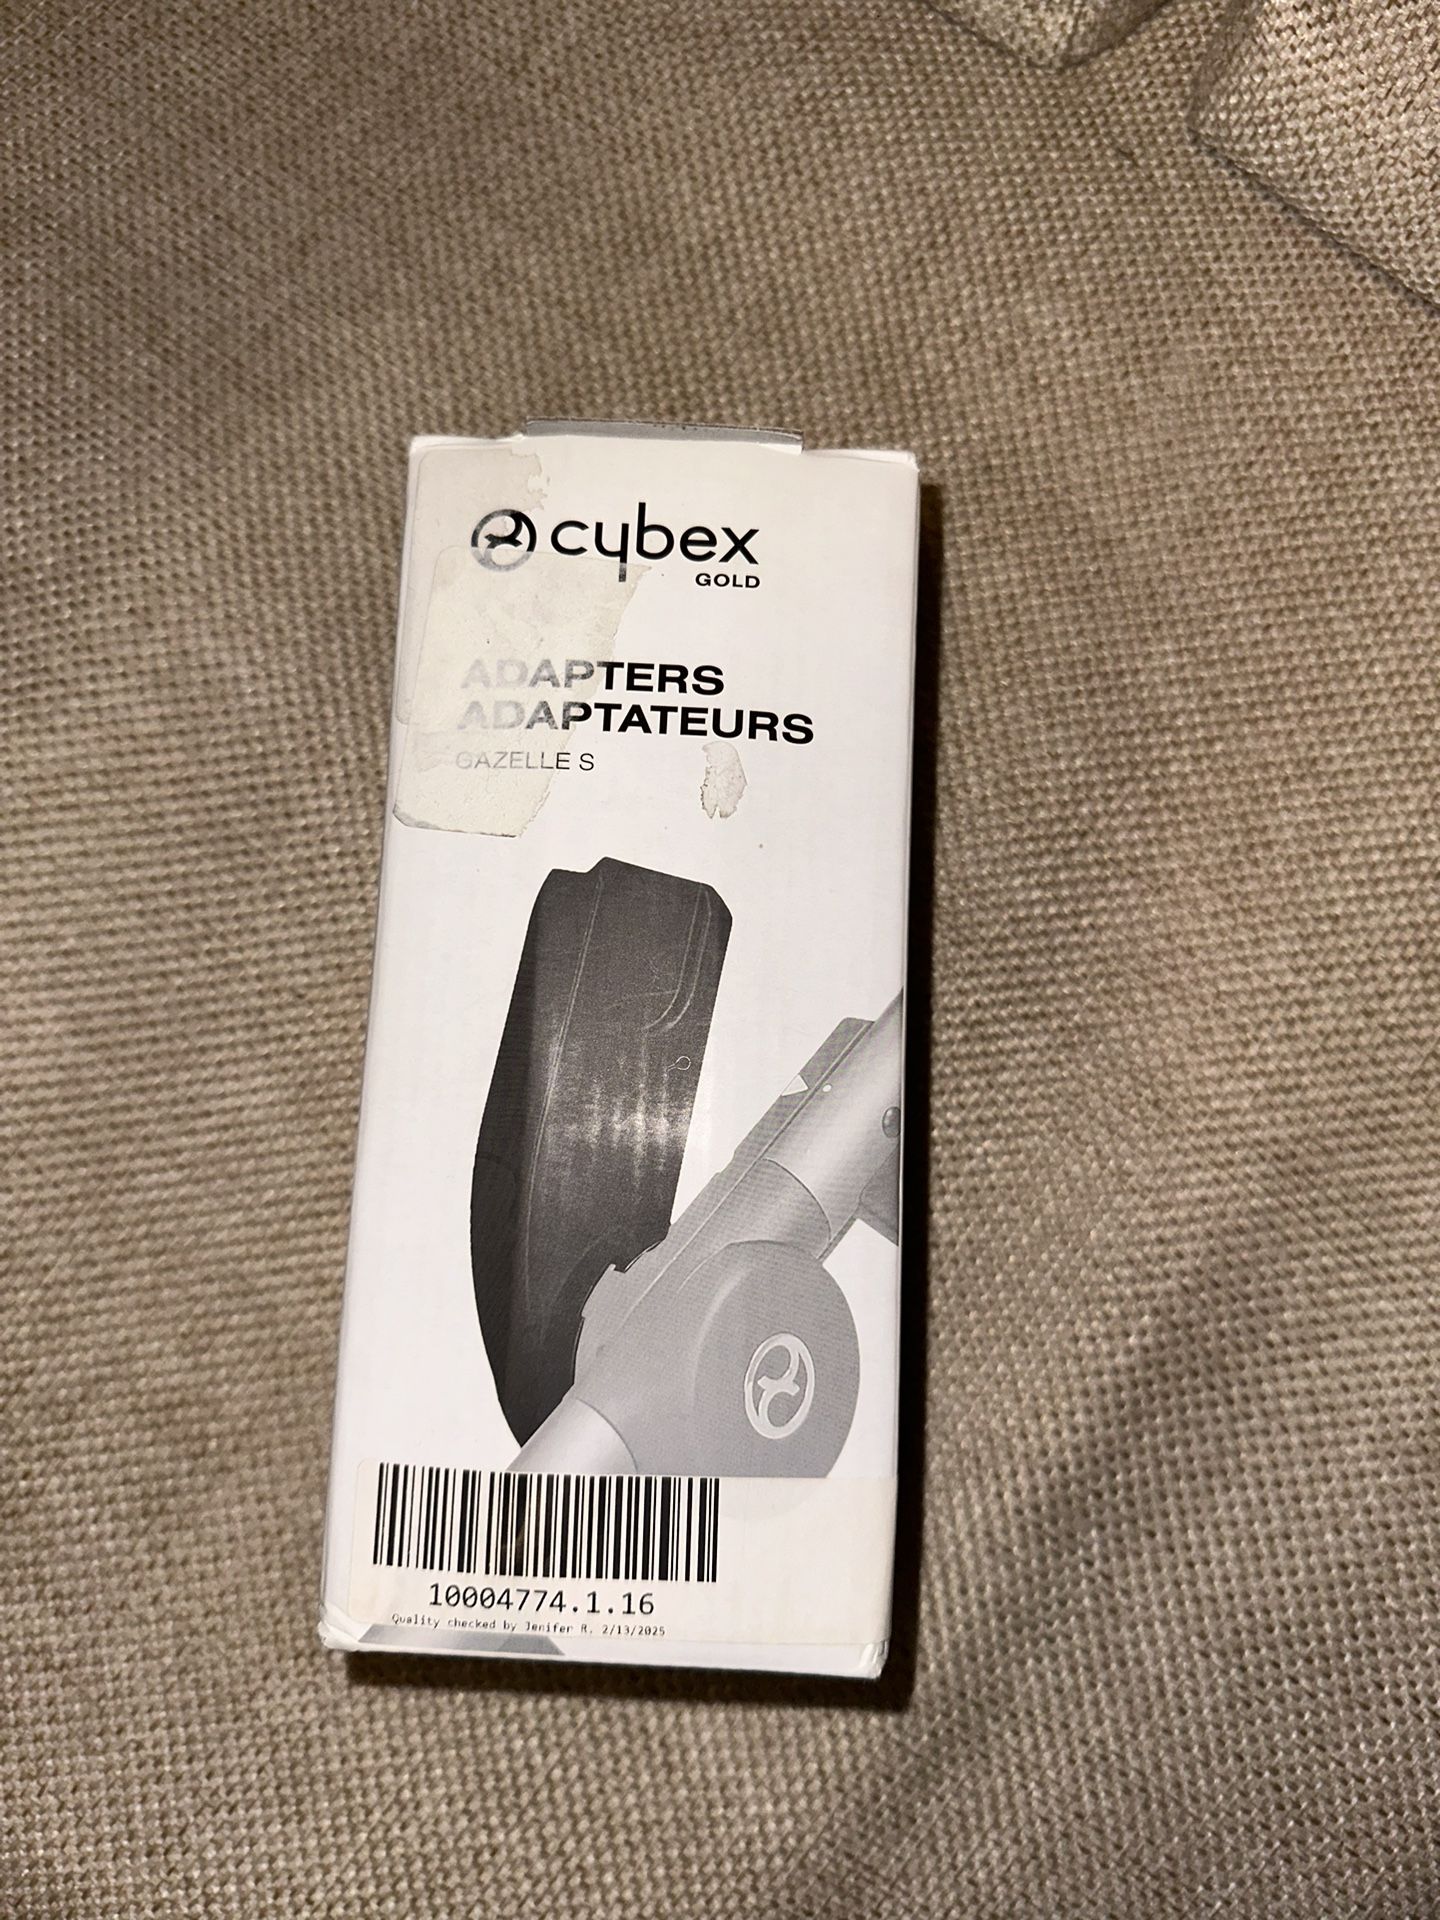 cybex
GOLD
ADAPTERS
ADAPTATEURS
GAZELLE S
10004774.1.16
Quality checked by Jenifer R. 2/13/2025